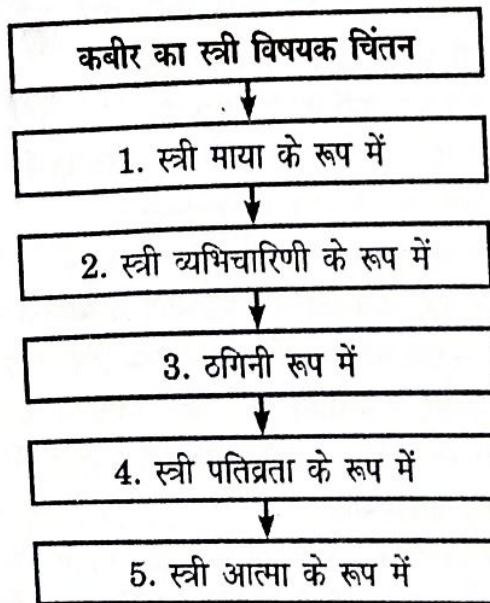 कबीर का स्त्री विषयक चिंतन
1. स्त्री माया के रूप में
2. स्त्री व्यभिचारिणी के रूप में
3. ठगिनी रूप में
4. स्त्री पतिव्रता के रूप में
5. स्त्री आत्मा के रूप में